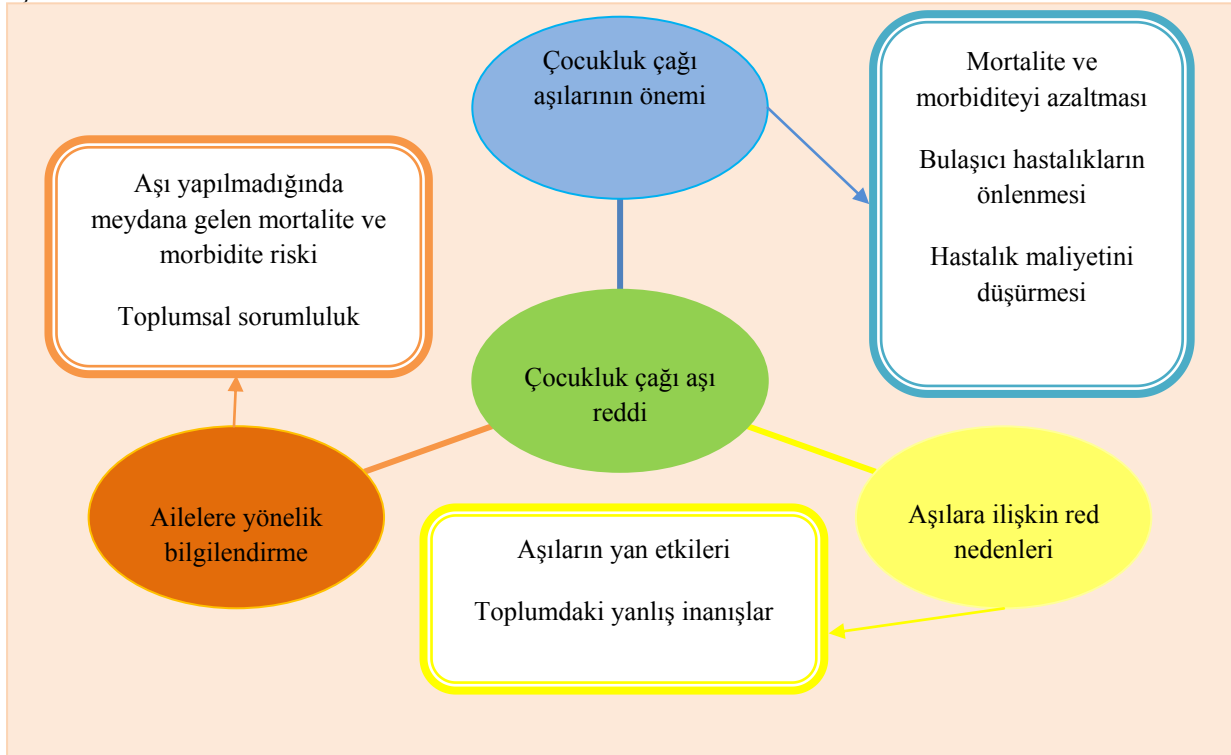 Çocukluk çağı
aşılarının önemi
Mortalite ve
morbiditeyi azaltması
Bulaşıcı hastalıkların
önlenmesi
Hastalık maliyetini
düşürmesi
Aşı yapılmadığında
meydana gelen mortalite ve
morbidite riski
Toplumsal sorumluluk
Çocukluk çağı aşı
reddi
Ailelere yönelik
bilgilendirme
Aşılara ilişkin red
nedenleri
Aşıların yan etkileri
Toplumdaki yanlış inanışlar